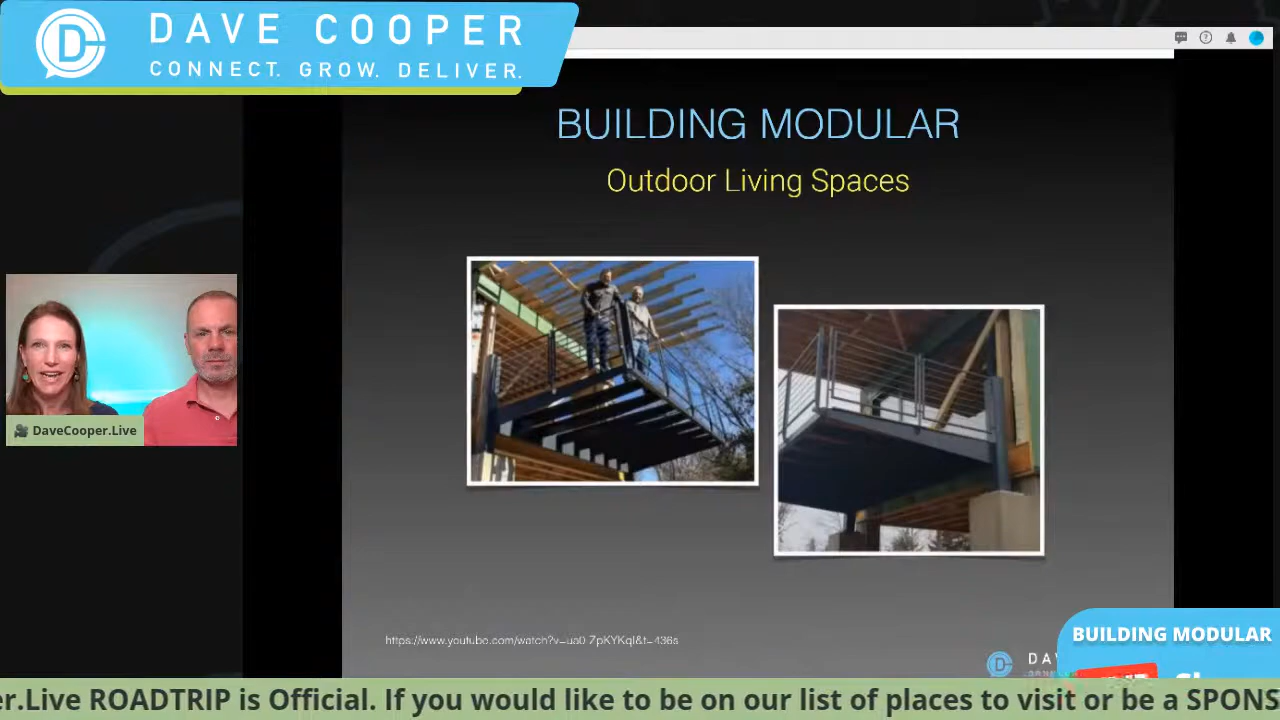 DAVE COOPER
CONNECT. GROW. DELIVER.
BUILDING MODULAR
Outdoor Living Spaces
DaveCooper.Live
BUILDING MODULAR
er.Live ROADTRIP is Official. If you would like to be on our list of places to visit or be a SPONS